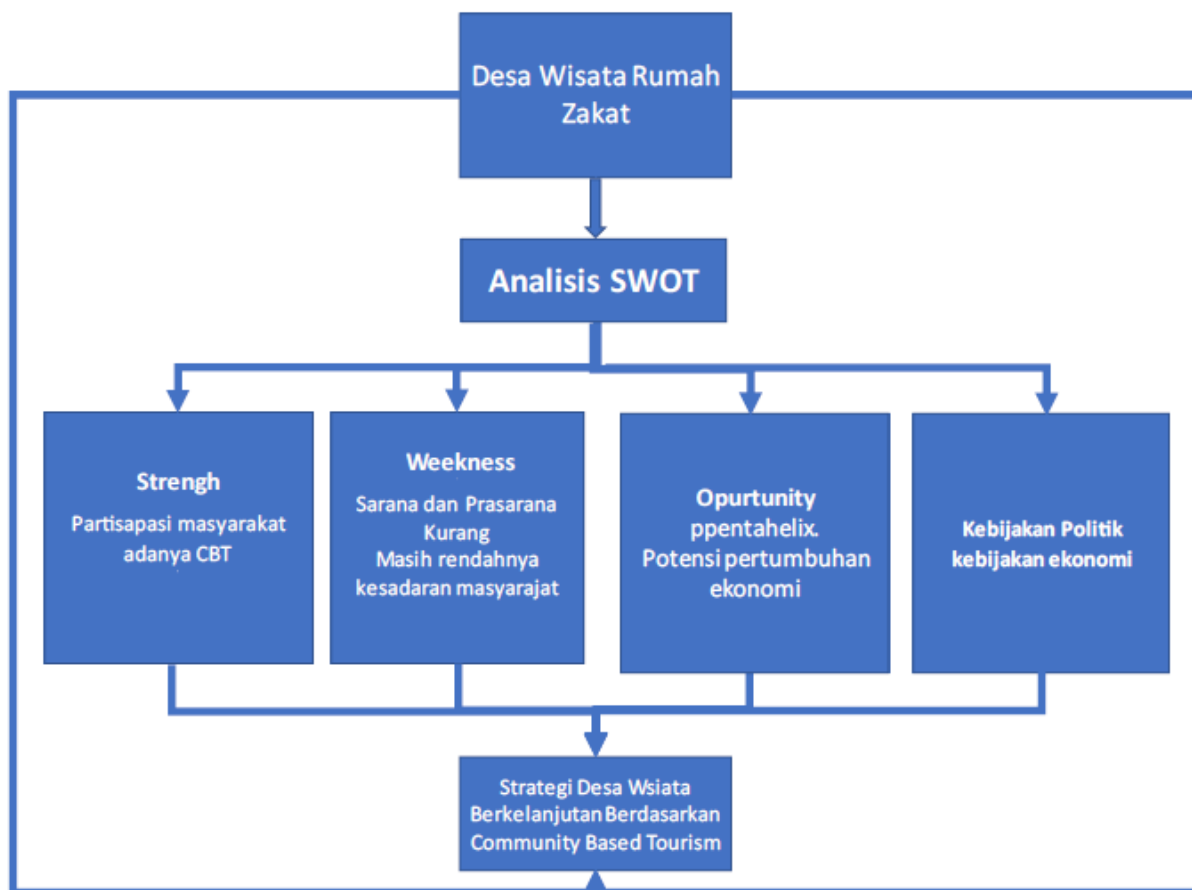 Desa Wisata Rumah
Zakat
Analisis SWOT
Strengh
Partisapasi masyarakat
adanya CBT
Weekness
Sarana dan Prasarana
Kurang
Masih rendahnya
kesadaran masyarajat
Opurtunity
ppentahelix.
Potensi pertumbuhan
ekonomi
Kebijakan Politik
kebijakan ekonomi
Strategi Desa Wsiata
Berkelanjutan Berdasarkan
Community Based Tourism